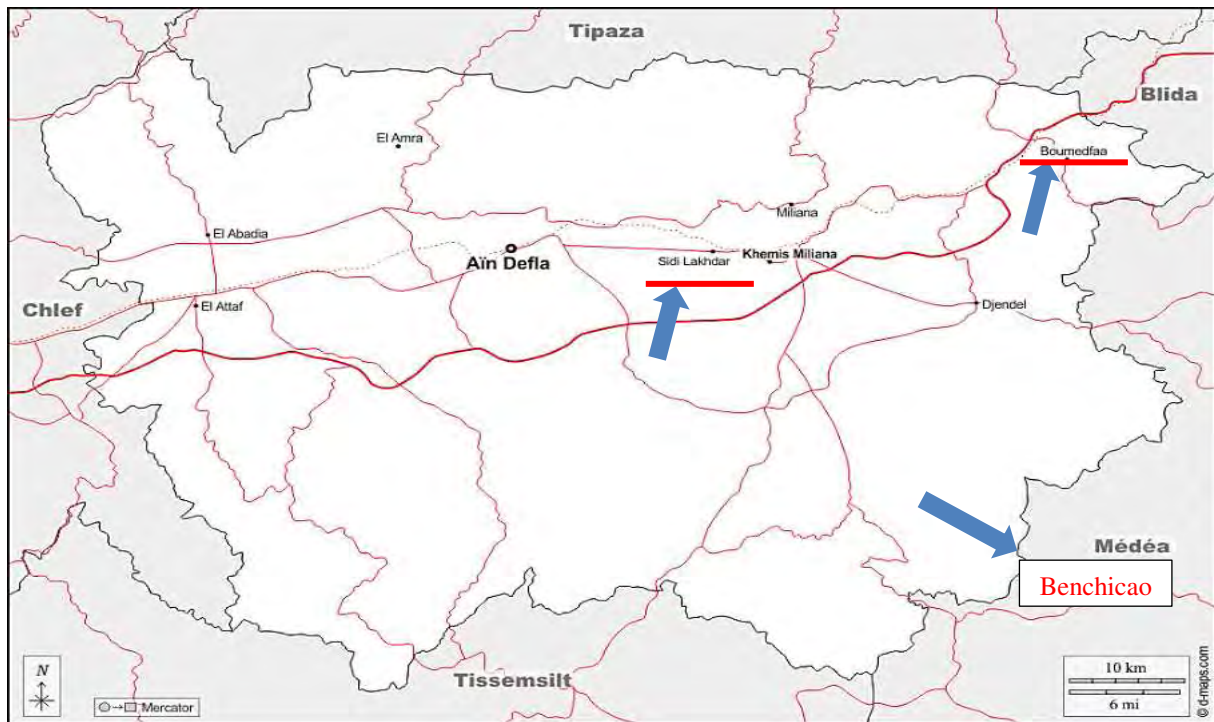 Tipaza
Blida
El Amra
Boumedfaa
Miliana
El Abadia
Aïn Defla
Sidi Lakhdar
Khemis Miliana
Chlef
El Attaf
Djendel
Médéa
Benchicao
N
Mercator
Tissemsilt
10 km
6 mi
© d-maps.com